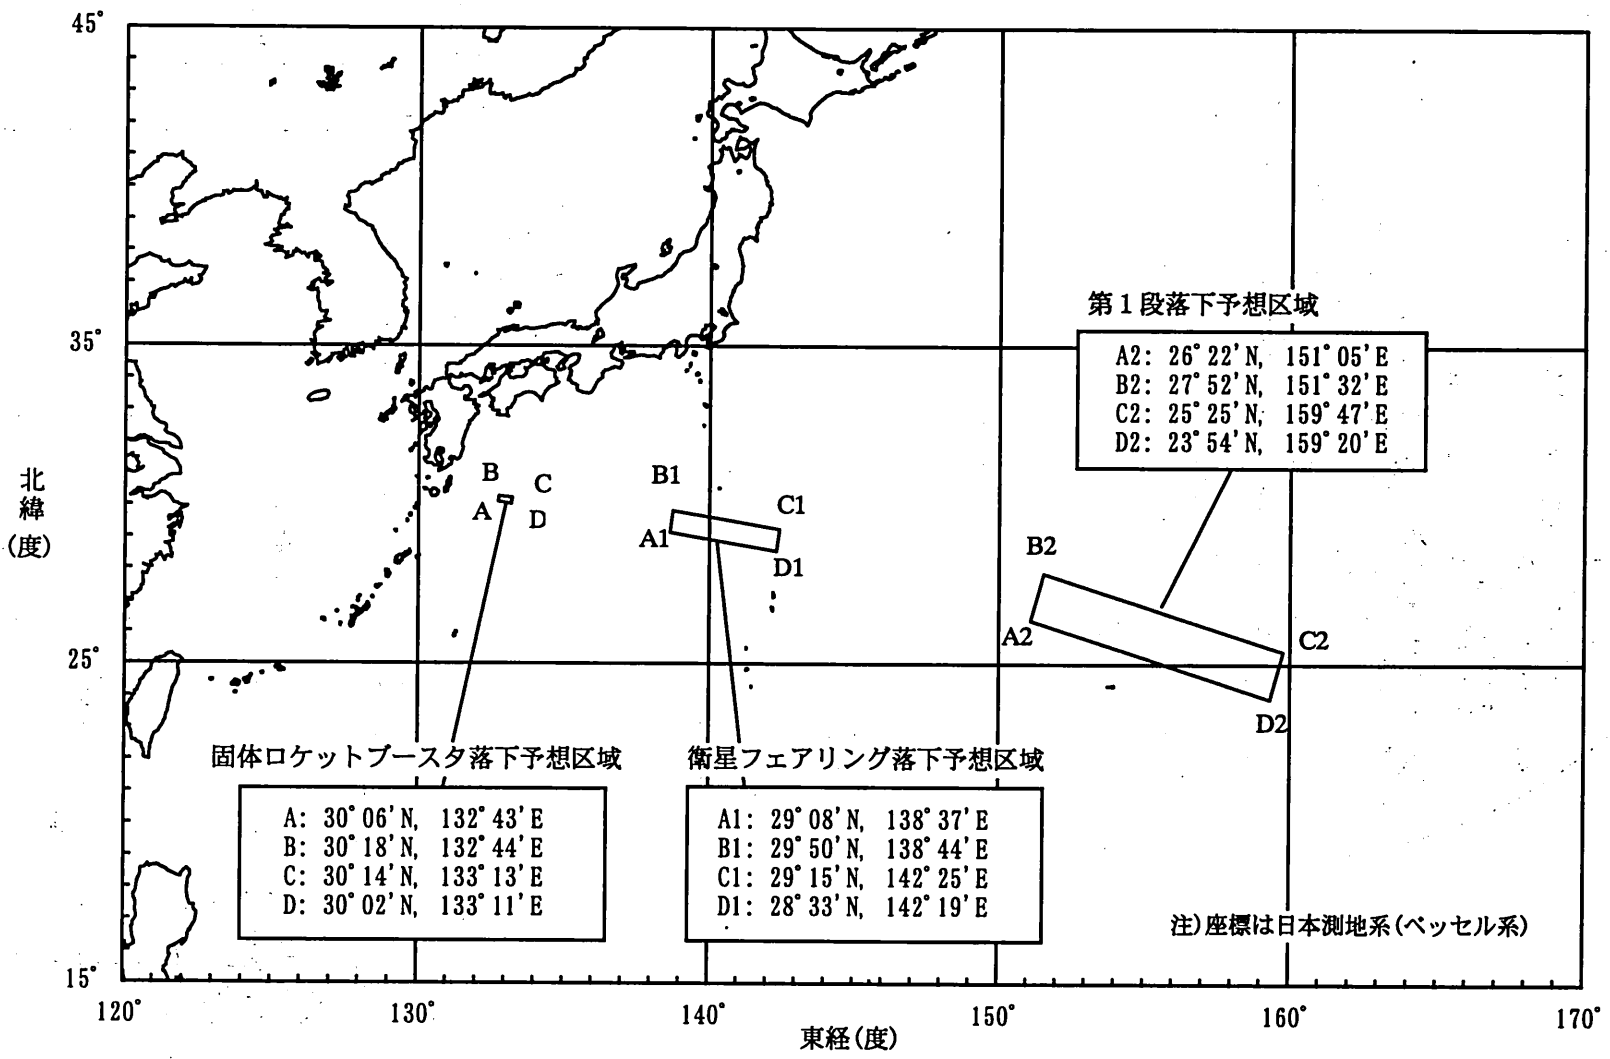 45°
35°
25°
15°
北緯
(度)
120°
130°
140°
150°
160°
170°
東経(度)
第1段落下予想区域
A2: 26°22'N, 151°05'E
B2: 27°52'N, 151°32'E
C2: 25°25'N, 159°47'E
D2: 23°54'N, 159°20'E
B
C
A
D
B1
C1
A1
D1
B2
A2
C2
D2
固体ロケットブースタ落下予想区域
A: 30°06'N, 132°43'E
B: 30°18'N, 132°44'E
C: 30°14'N, 133°13'E
D: 30°02'N, 133°11'E
衛星フェアリング落下予想区域
A1: 29°08'N, 138°37'E
B1: 29°50'N, 138°44'E
C1: 29°15'N, 142°25'E
D1: 28°33'N, 142°19'E
注)座標は日本測地系(ベッセル系)